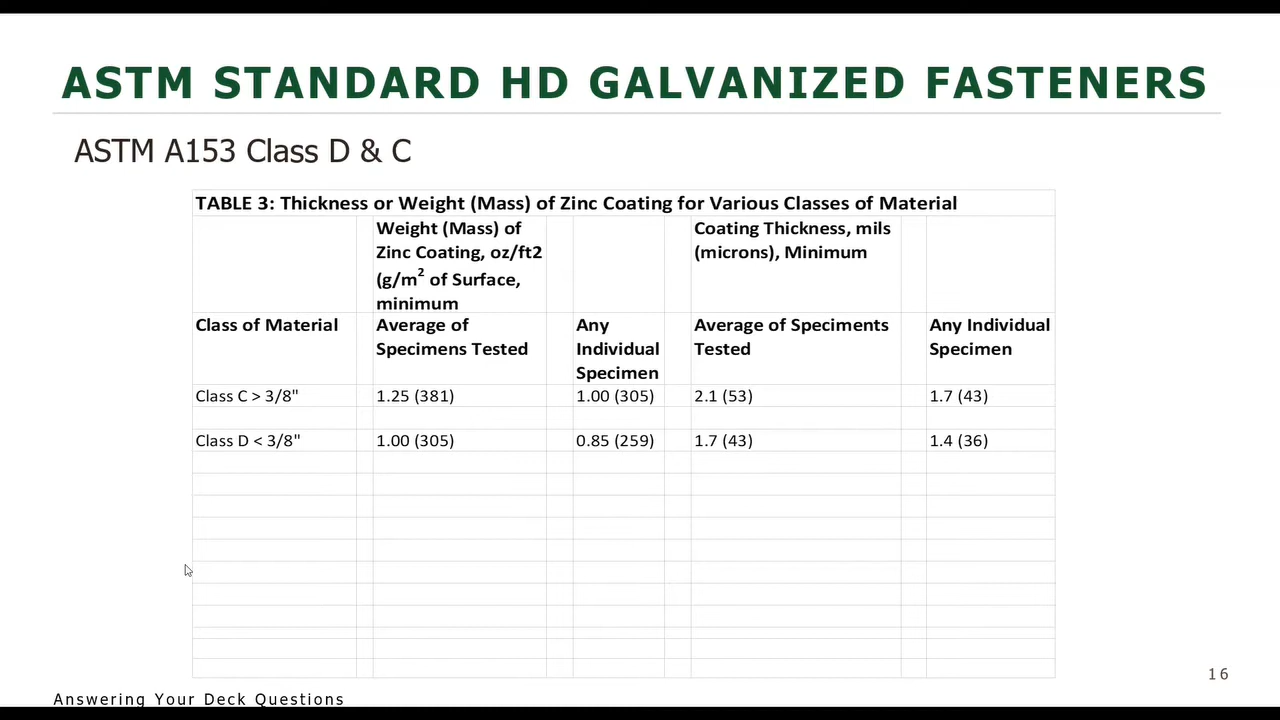 ASTM STANDARD HD GALVANIZED FASTENERS
ASTM A153 Class D & C
TABLE 3: Thickness or Weight (Mass) of Zinc Coating for Various Classes of Material
Weight (Mass) of
Zinc Coating, oz/ft2
(g/m² of Surface,
minimum
Coating Thickness, mils
(microns), Minimum
Class of Material
Average of
Specimens Tested
Any
Individual
Specimen
Average of Speciments
Tested
Any Individual
Specimen
Class C > 3/8" 1.25 (381) 1.00 (305) 2.1 (53) 1.7 (43)
Class D < 3/8" 1.00 (305) 0.85 (259) 1.7 (43) 1.4 (36)
16
Answering Your Deck Questions